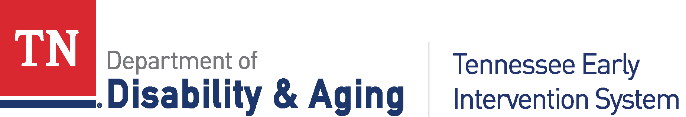 TN
Department of
Disability & Aging
Tennessee Early
Intervention System